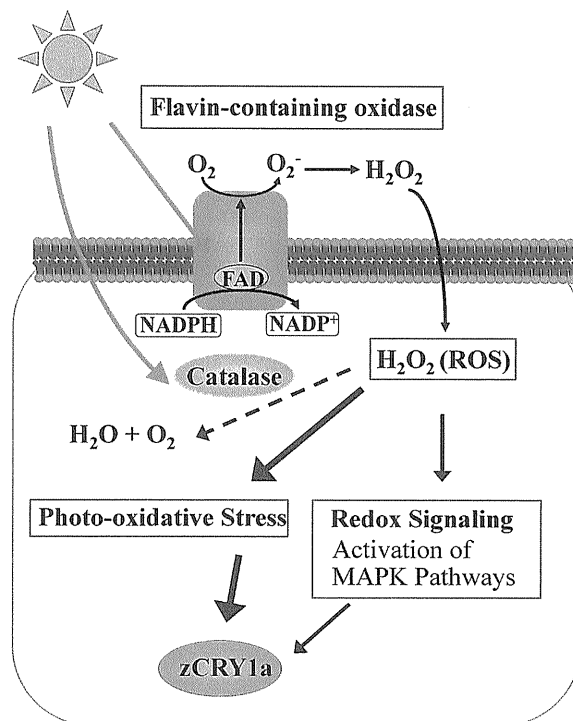 Flavin-containing oxidase
O₂ O₂⁻ H₂O₂
FAD
NADPH NADP⁺
Catalase
H₂O₂ (ROS)
H₂O + O₂
Photo-oxidative Stress
Redox Signaling
Activation of
MAPK Pathways
zCRY1a